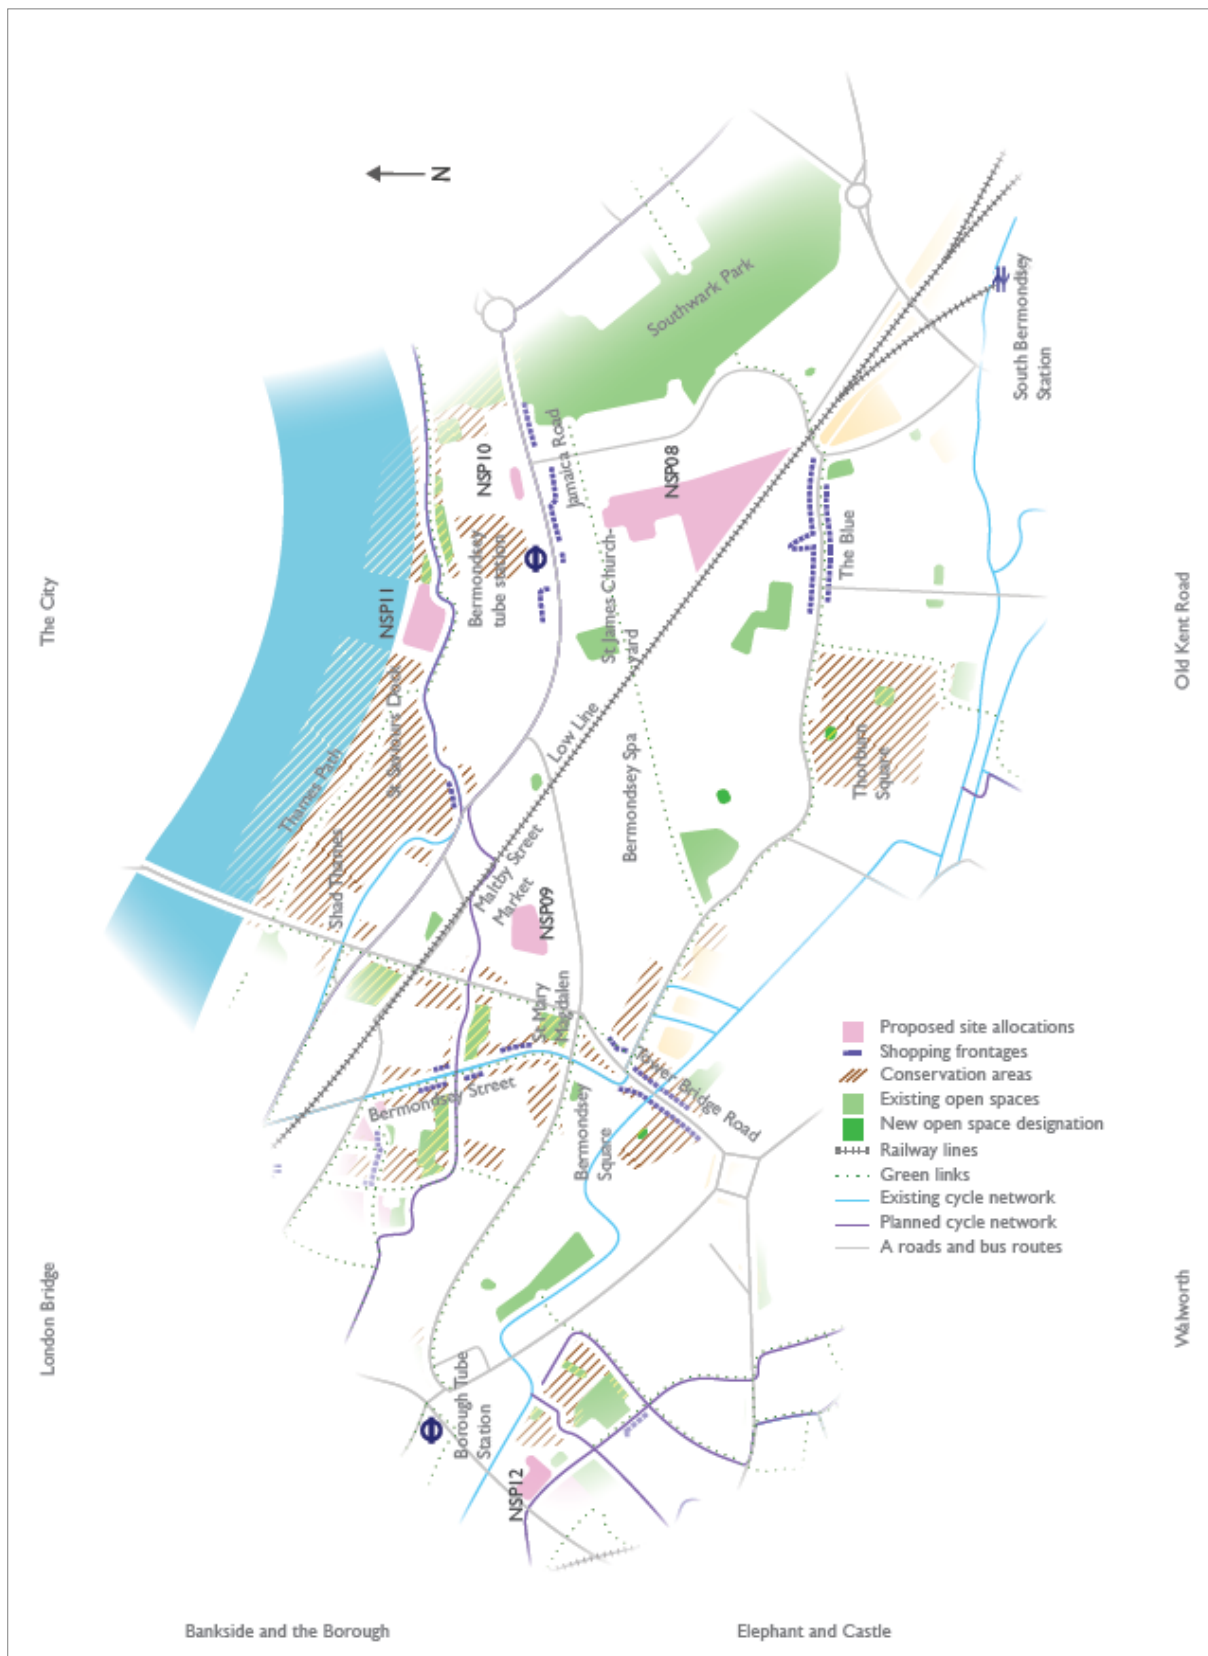 N
Southwark Park
South Bermondsey
Station
Jamaica Road
NSP10
NSP08
Bermondsey
tube station
The Blue
St James Church-
yard
The City
NSP11
Old Kent Road
St Saviours Dock
Thames Path
Low Line
Bermondsey Spa
Thorburn
Square
Shad Thames
Maltby Street
Market
NSP09
St Mary
Magdalen
Bermondsey Street
Tower Bridge Road
Bermondsey
Square
Proposed site allocations
Shopping frontages
Conservation areas
Existing open spaces
New open space designation
Railway lines
Green links
Existing cycle network
Planned cycle network
A roads and bus routes
London Bridge
Walworth
Borough Tube
Station
NSP12
Bankside and the Borough
Elephant and Castle